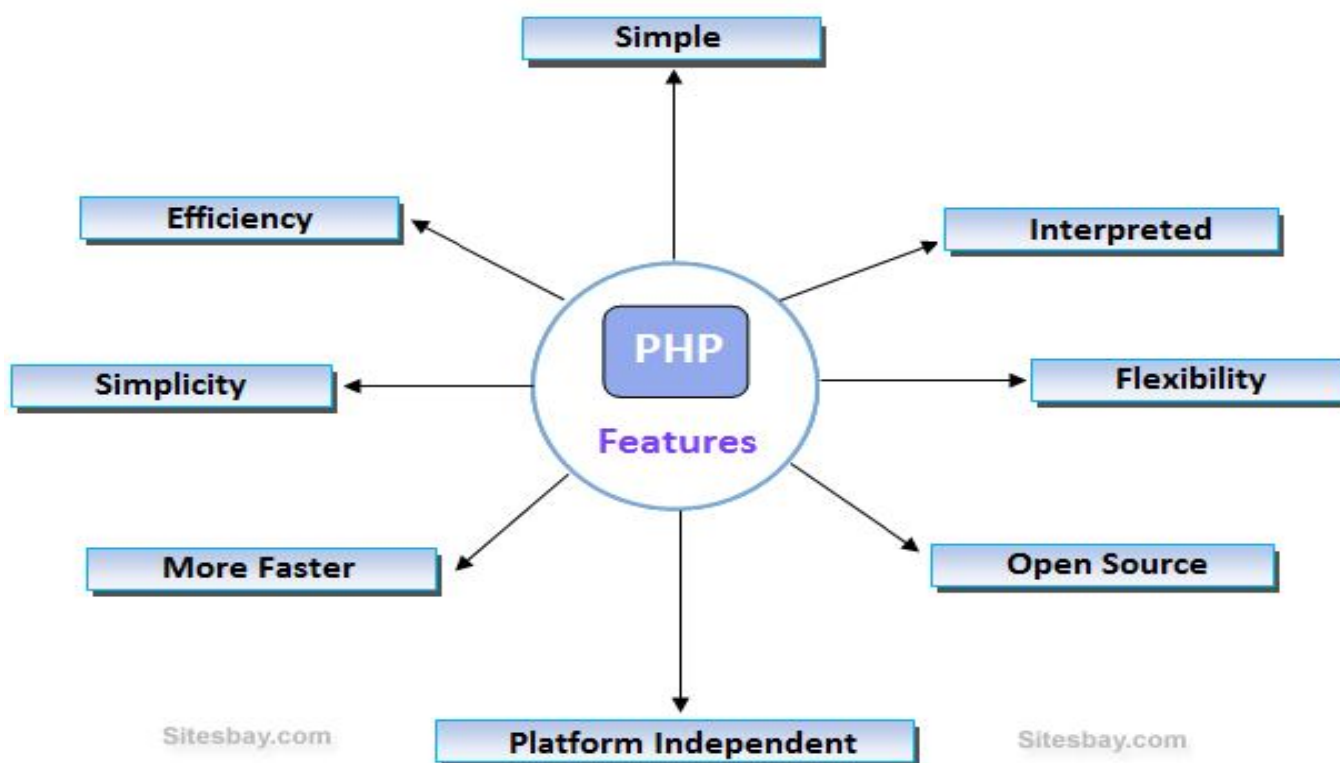 Simple
Efficiency
Interpreted
PHP
Features
Simplicity
Flexibility
More Faster
Open Source
Platform Independent
Sitesbay.com
Sitesbay.com